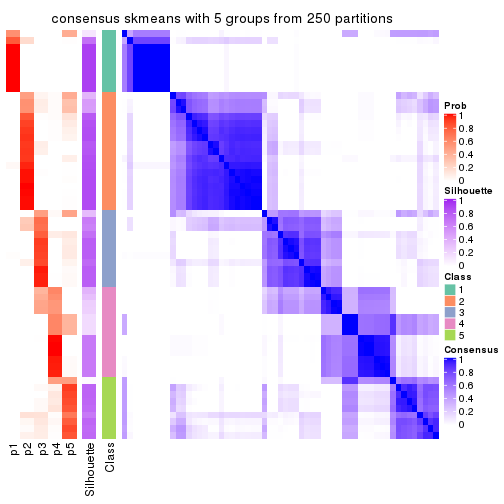 consensus skmeans with 5 groups from 250 partitions
Prob
1
0.8
0.6
0.4
0.2
0
Silhouette
1
0.8
0.6
0.4
0.2
0
Class
1
2
3
4
5
Consensus
1
0.8
0.6
0.4
0.2
0
p1
p2
p3
p4
p5
Silhouette
Class